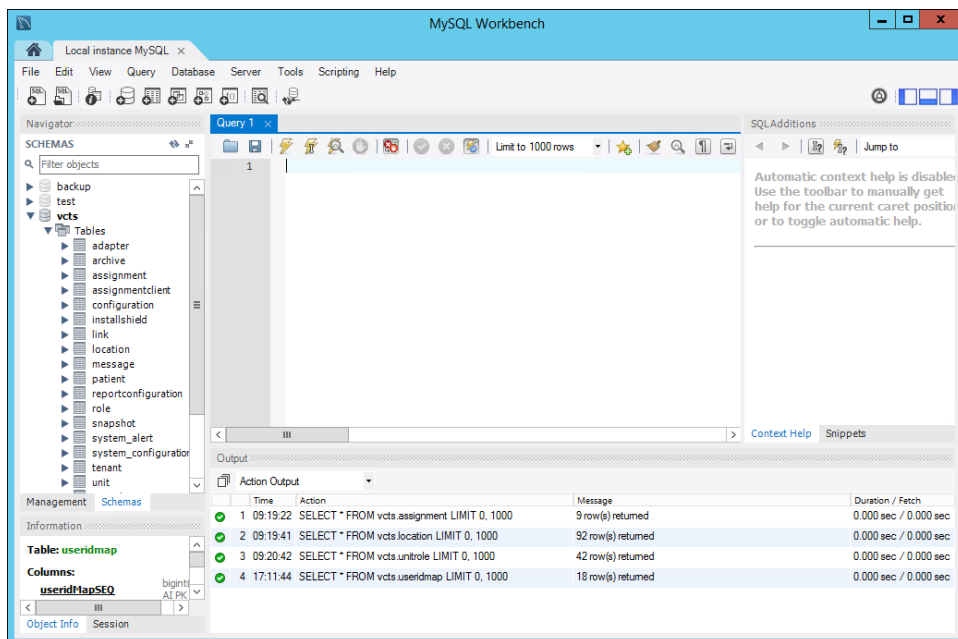 MySQL Workbench
Local instance MySQL
File Edit View Query Database Server Tools Scripting Help
Navigator
SCHEMAS
Filter objects
backup
test
vcts
Tables
adapter
archive
assignment
assignmentclient
configuration
installshield
link
location
message
patient
reportconfiguration
role
snapshot
system_alert
system_configuration
tenant
unit
Management Schemas
Information
Table: useridmap
Columns:
useridMapSEQ bigint(
AI PK
Object Info Session
Query 1
Limit to 1000 rows
1
SQLAdditions
Jump to
Automatic context help is disabled
Use the toolbar to manually get
help for the current caret position
or to toggle automatic help.
Context Help Snippets
Output
Action Output
Time Action Message Duration / Fetch
1 09:19:22 SELECT * FROM vcts.assignment LIMIT 0, 1000 9 row(s) returned 0.000 sec / 0.000 sec
2 09:19:41 SELECT * FROM vcts.location LIMIT 0, 1000 92 row(s) returned 0.000 sec / 0.000 sec
3 09:20:42 SELECT * FROM vcts.unitrole LIMIT 0, 1000 42 row(s) returned 0.000 sec / 0.000 sec
4 17:11:44 SELECT * FROM vcts.useridmap LIMIT 0, 1000 18 row(s) returned 0.000 sec / 0.000 sec